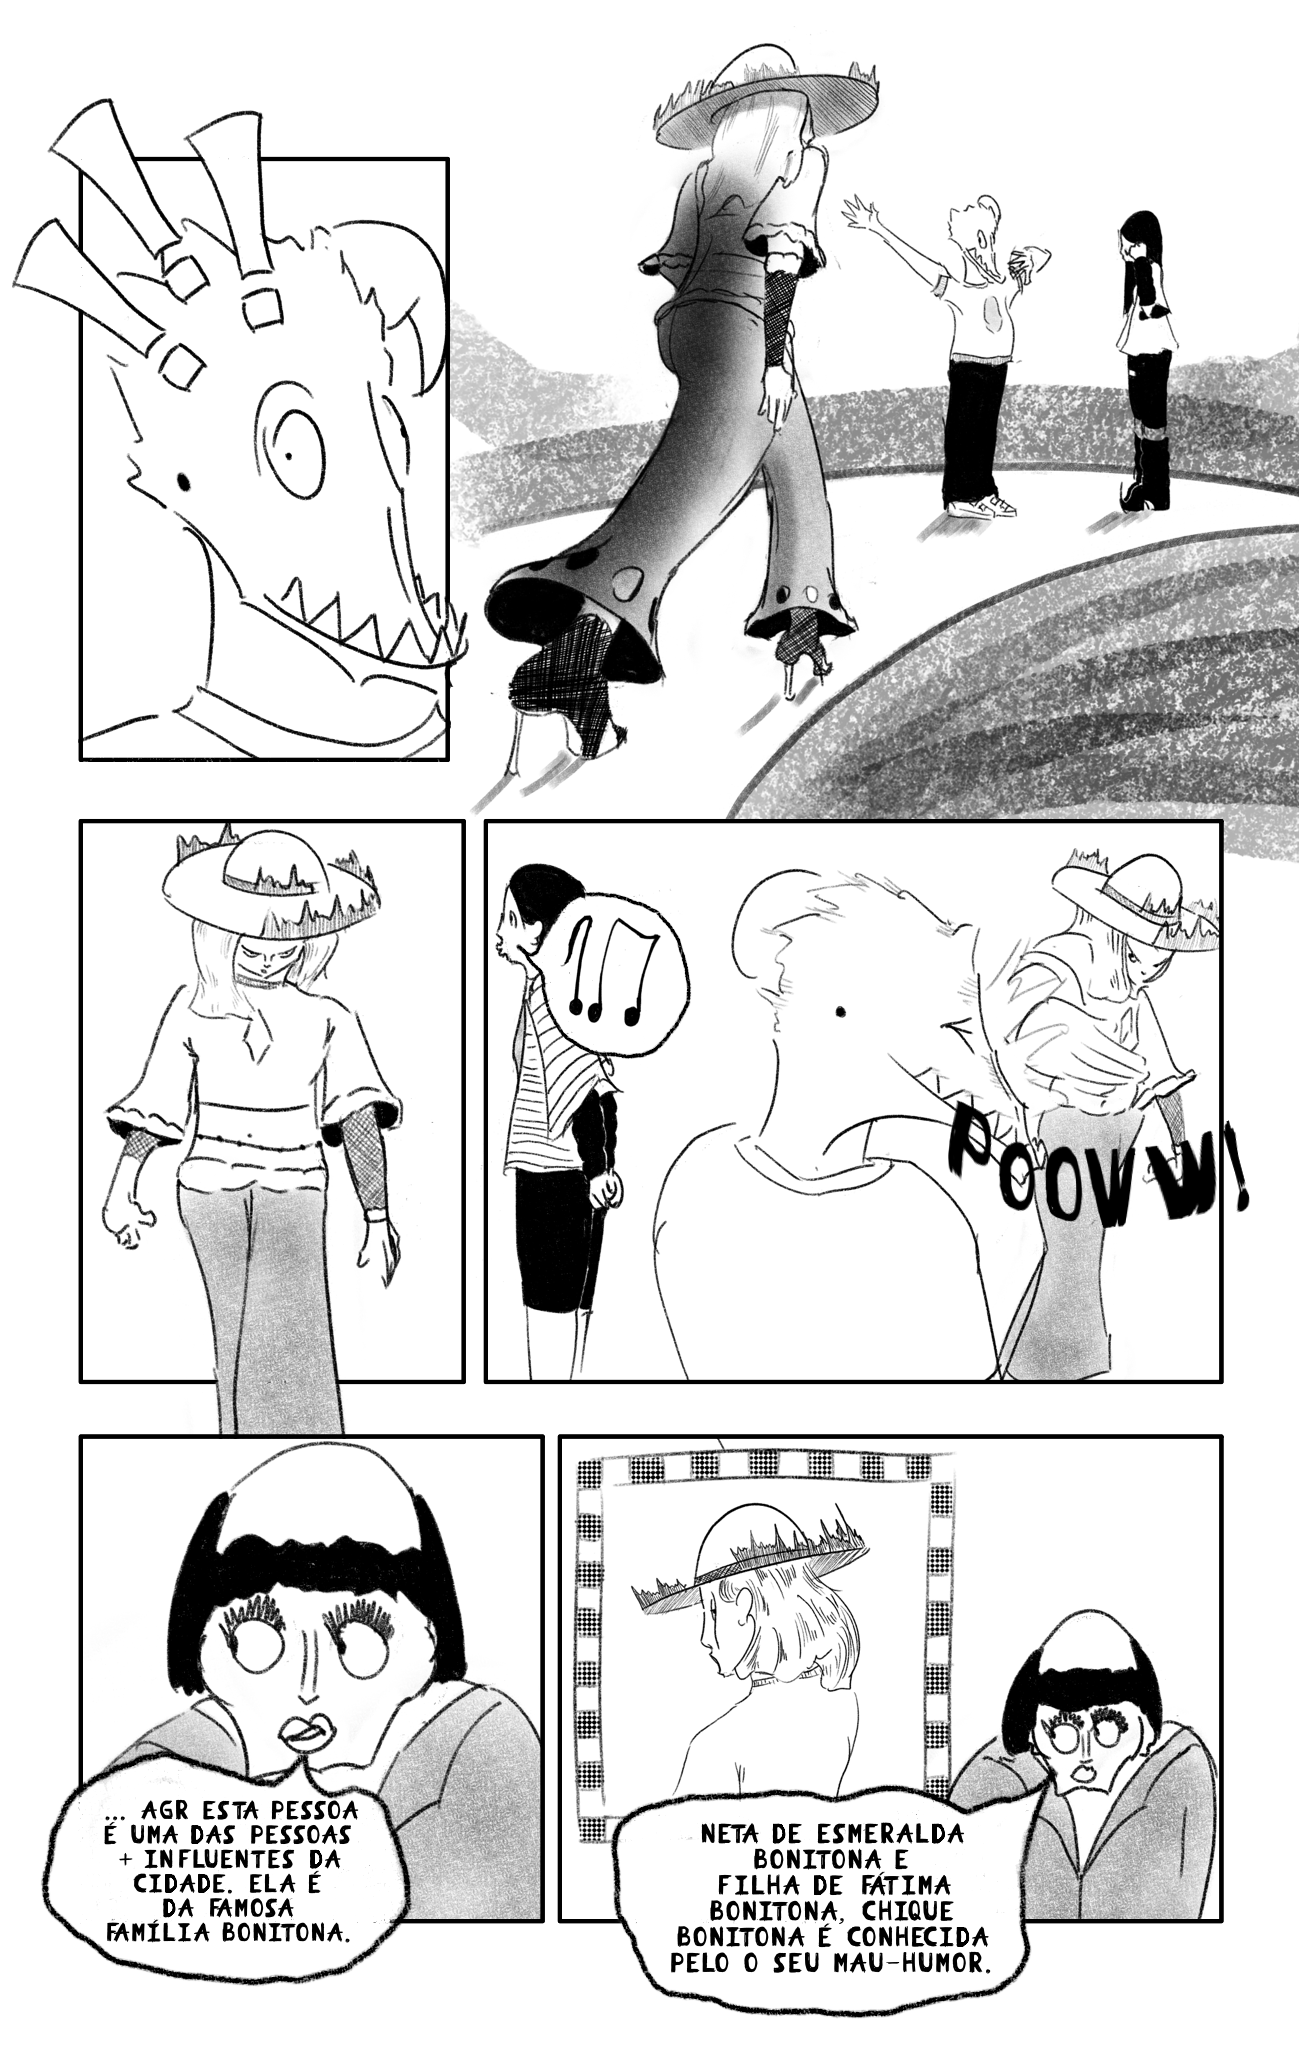 POOWW!
... AGR ESTA PESSOA
É UMA DAS PESSOAS
+ INFLUENTES DA
CIDADE. ELA É
DA FAMOSA
FAMÍLIA BONITONA.
NETA DE ESMERALDA
BONITONA E
FILHA DE FÁTIMA
BONITONA, CHIQUE
BONITONA É CONHECIDA
PELO O SEU MAU-HUMOR.